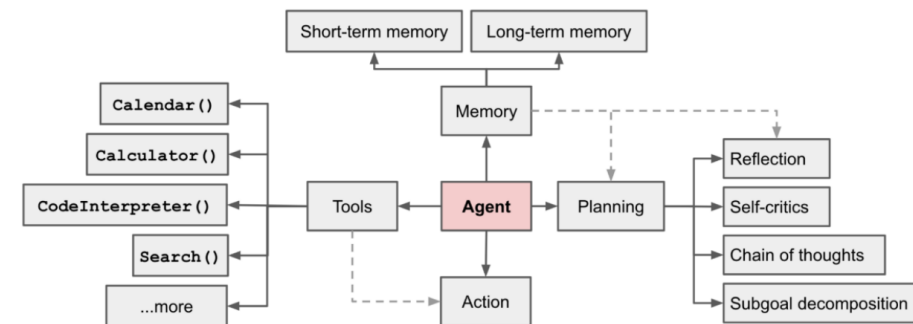 Short-term memory
Long-term memory
Calendar()
Memory
Calculator()
Reflection
CodeInterpreter()
Tools
Agent
Planning
Self-critics
Search()
Chain of thoughts
...more
Action
Subgoal decomposition